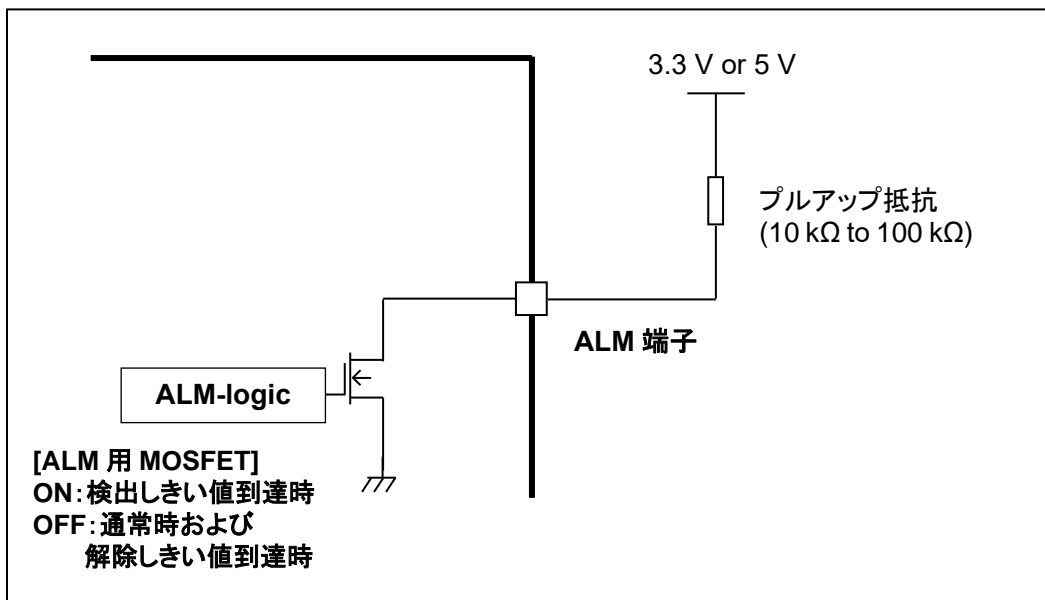 3.3 V or 5 V
プルアップ抵抗
(10 kΩ to 100 kΩ)
ALM 端子
ALM-logic
[ALM 用 MOSFET]
ON：検出しきい値到達時
OFF：通常時および
解除しきい値到達時